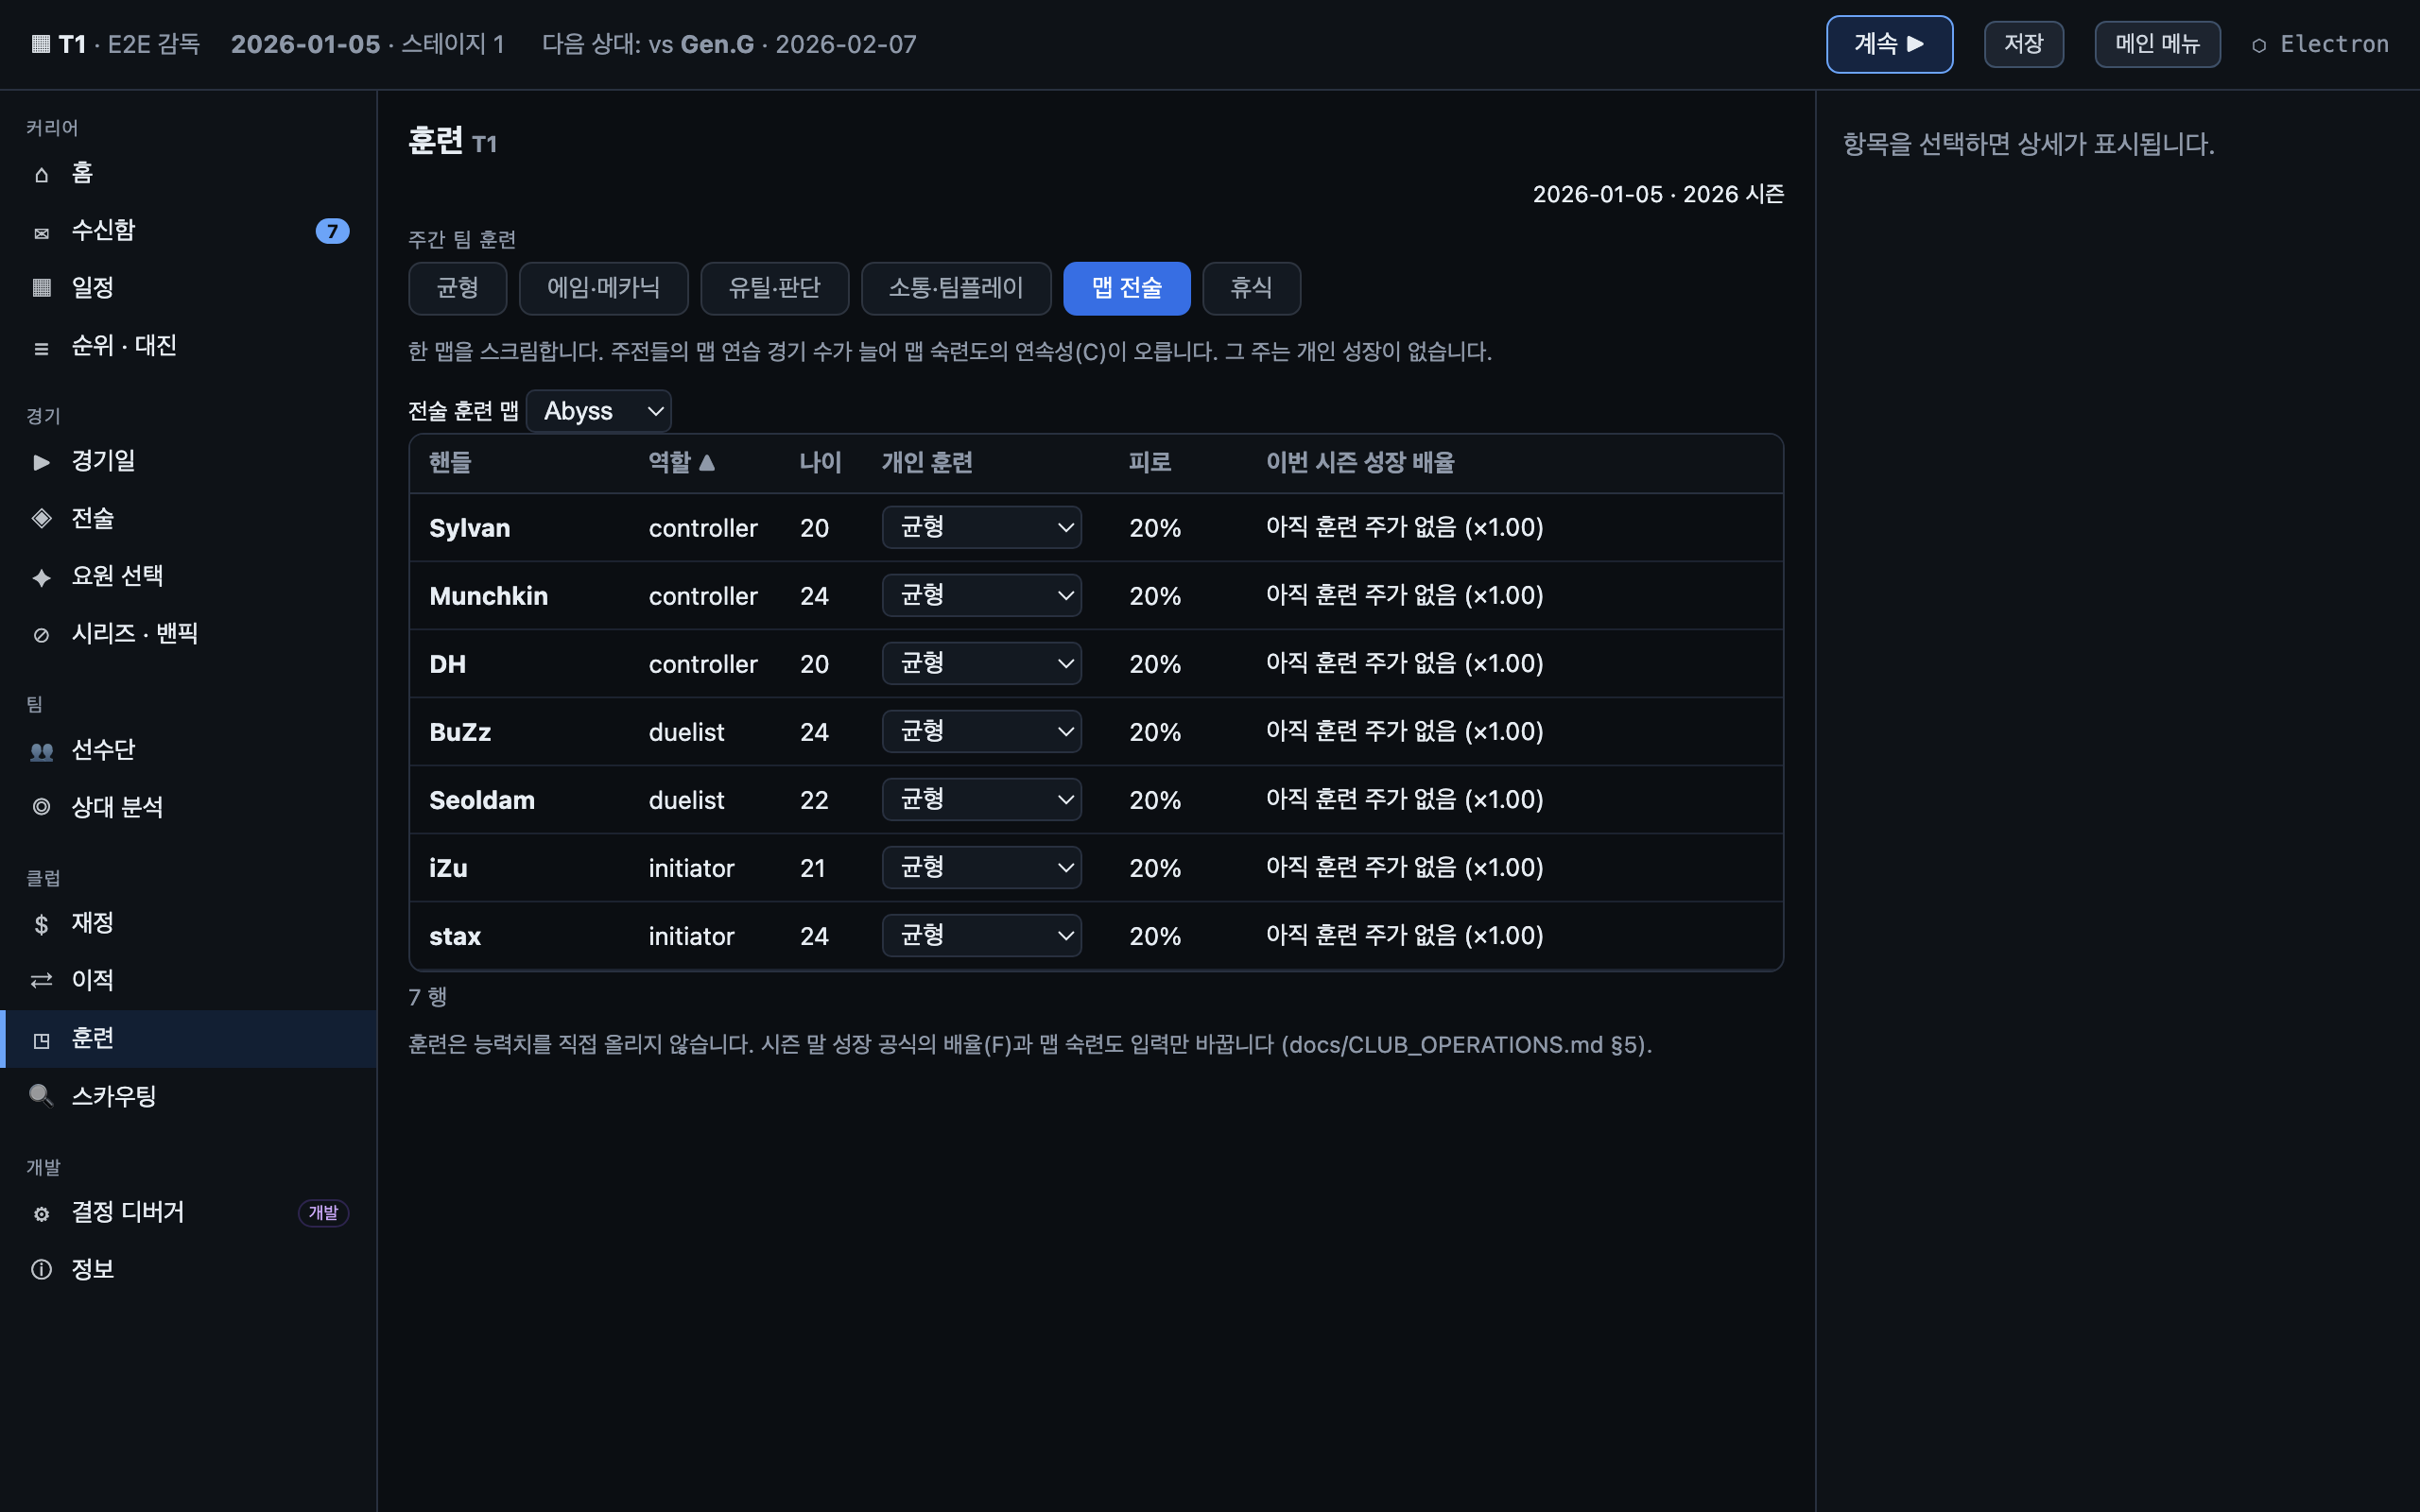 T1 · E2E 감독 2026-01-05 · 스테이지 1 다음 상대: vs Gen.G · 2026-02-07 계속 ▶ 저장 메인 메뉴 Electron
커리어
홈
수신함 7
일정
순위 · 대진
경기
경기일
전술
요원 선택
시리즈 · 밴픽
팀
선수단
상대 분석
클럽
$ 재정
이적
훈련
스카우팅
개발
결정 디버거 개발
정보
훈련 T1
2026-01-05 · 2026 시즌
주간 팀 훈련
균형 에임·메카닉 유틸·판단 소통·팀플레이 맵 전술 휴식
한 맵을 스크림합니다. 주전들의 맵 연습 경기 수가 늘어 맵 숙련도의 연속성(C)이 오릅니다. 그 주는 개인 성장이 없습니다.
전술 훈련 맵 Abyss
핸들 역할 ▲ 나이 개인 훈련 피로 이번 시즌 성장 배율
Sylvan controller 20 균형 20% 아직 훈련 주가 없음 (×1.00)
Munchkin controller 24 균형 20% 아직 훈련 주가 없음 (×1.00)
DH controller 20 균형 20% 아직 훈련 주가 없음 (×1.00)
BuZz duelist 24 균형 20% 아직 훈련 주가 없음 (×1.00)
Seoldam duelist 22 균형 20% 아직 훈련 주가 없음 (×1.00)
iZu initiator 21 균형 20% 아직 훈련 주가 없음 (×1.00)
stax initiator 24 균형 20% 아직 훈련 주가 없음 (×1.00)
7 행
훈련은 능력치를 직접 올리지 않습니다. 시즌 말 성장 공식의 배율(F)과 맵 숙련도 입력만 바꿉니다 (docs/CLUB_OPERATIONS.md §5).
항목을 선택하면 상세가 표시됩니다.